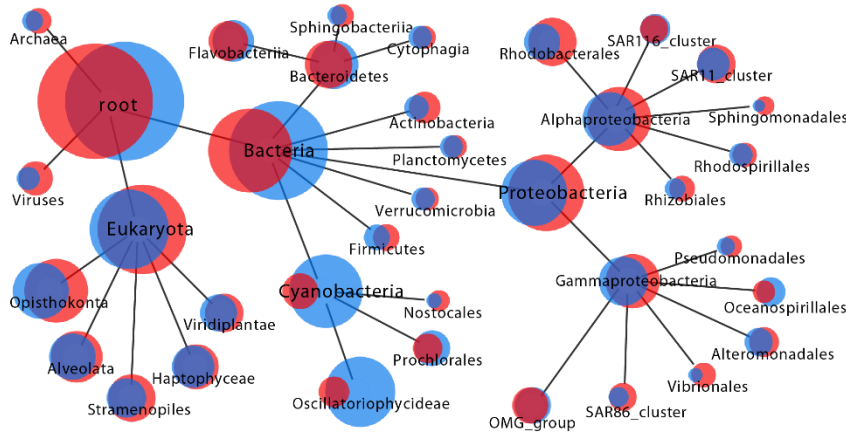 Archaea
root
Viruses
Eukaryota
Opisthokonta
Alveolata
Stramenopiles
Haptophyceae
Viridiplantae
Bacteria
Flavobacteriia
Sphingobacteriia
Cytophagia
Bacteroidetes
Actinobacteria
Planctomycetes
Verrucomicrobia
Firmicutes
Cyanobacteria
Nostocales
Prochlorales
Oscillatoriophycideae
Proteobacteria
Rhodobacterales
SAR116_cluster
SAR11_cluster
Alphaproteobacteria
Sphingomonadales
Rhodospirillales
Rhizobiales
Pseudomonadales
Gammaproteobacteria
Oceanospirillales
Alteromonadales
Vibrionales
SAR86_cluster
OMG_group